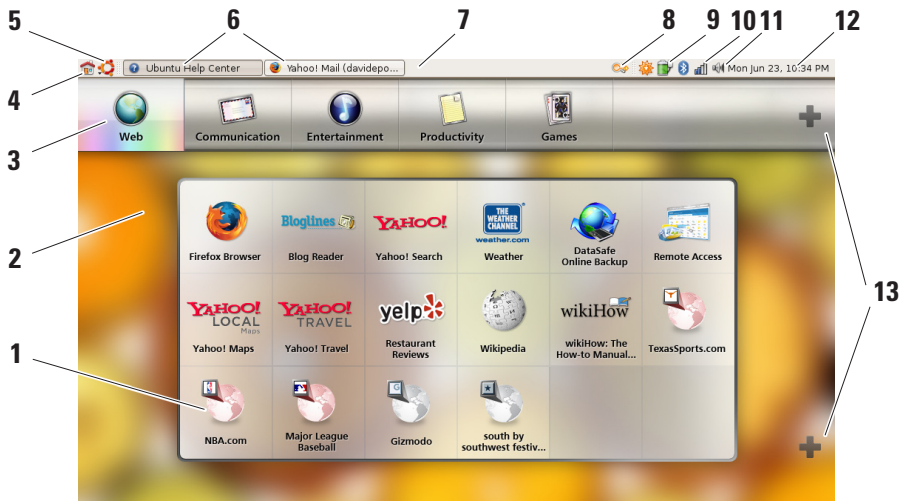 5
6
7
8
9
10
11
12
Ubuntu Help Center
Yahoo! Mail (davidepo...
Mon Jun 23, 10:34 PM
4
3
Web
Communication
Entertainment
Productivity
Games
2
Bloglines
YAHOO!
THE
WEATHER
CHANNEL
weather.com
Firefox Browser
Blog Reader
Yahoo! Search
Weather
DataSafe
Online Backup
Remote Access
13
YAHOO!
LOCAL
Maps
YAHOO!
TRAVEL
yelp
wikiHow
Yahoo! Maps
Yahoo! Travel
Restaurant
Reviews
Wikipedia
wikiHow: The
How-to Manual...
TexasSports.com
1
G
NBA.com
Major League
Baseball
Gizmodo
south by
southwest festiv...